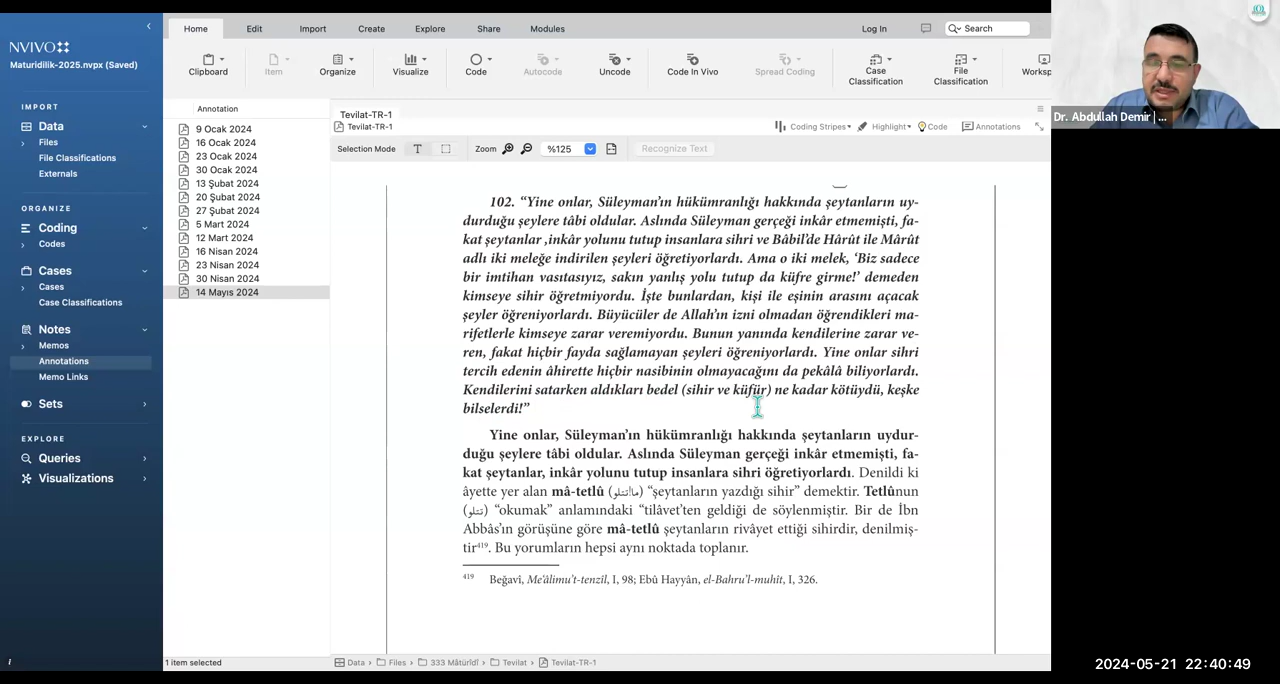 NVIVO
Maturidilik-2025.nvpx (Saved)
IMPORT
Data
Files
File Classifications
Externals
ORGANIZE
Coding
Codes
Cases
Cases
Case Classifications
Notes
Memos
Annotations
Memo Links
Sets
EXPLORE
Queries
Visualizations
Home Edit Import Create Explore Share Modules Log In Search
Clipboard Item Organize Visualize Code Autocode Uncode Code In Vivo Spread Coding Case Classification File Classification Worksp
Annotation
9 Ocak 2024
16 Ocak 2024
23 Ocak 2024
30 Ocak 2024
13 Şubat 2024
20 Şubat 2024
27 Şubat 2024
5 Mart 2024
12 Mart 2024
16 Nisan 2024
23 Nisan 2024
30 Nisan 2024
14 Mayıs 2024
1 item selected
Tevilat-TR-1
Tevilat-TR-1 Coding Stripes Highlight Code Annotations
Selection Mode T Zoom %125 Recognize Text
102. “Yine onlar, Süleyman’ın hükümranlığı hakkında şeytanların uy-
durduğu şeylere tâbi oldular. Aslında Süleyman gerçeği inkâr etmemişti, fa-
kat şeytanlar ,inkâr yolunu tutup insanlara sihri ve Bâbil’de Hârût ile Mârût
adlı iki meleğe indirilen şeyleri öğretiyorlardı. Ama o iki melek, ‘Biz sadece
bir imtihan vasıtasıyız, sakın yanlış yolu tutup da küfre girme!’ demeden
kimseye sihir öğretmiyordu. İşte bunlardan, kişi ile eşinin arasını açacak
şeyler öğreniyorlardı. Büyücüler de Allah’ın izni olmadan öğrendikleri ma-
rifetlerle kimseye zarar veremiyordu. Bunun yanında kendilerine zarar ve-
ren, fakat hiçbir fayda sağlamayan şeyleri öğreniyorlardı. Yine onlar sihri
tercih edenin âhirette hiçbir nasibinin olmayacağını da pekâlâ biliyorlardı.
Kendilerini satarken aldıkları bedel (sihir ve küfür) ne kadar kötüydü, keşke
bilselerdi!”
Yine onlar, Süleyman’ın hükümranlığı hakkında şeytanların uydur-
duğu şeylere tâbi oldular. Aslında Süleyman gerçeği inkâr etmemişti, fa-
kat şeytanlar, inkâr yolunu tutup insanlara sihri öğretiyorlardı. Denildi ki
âyette yer alan mâ-tetlû “şeytanların yazdığı sihir” demektir. Tetlûnun
(تتلو) “okumak” anlamındaki “tilâvet’ten geldiği de söylenmiştir. Bir de İbn
Abbâs’ın görüşüne göre mâ-tetlû şeytanların rivâyet ettiği sihirdir, denilmiş-
tir⁴¹⁹. Bu yorumların hepsi aynı noktada toplanır.
419 Beğavî, Me’âlimu’t-tenzîl, I, 98; Ebû Hayyân, el-Bahru’l-muhît, I, 326.
Data Files 333 Mâtürîdî Tevilat Tevilat-TR-1
Dr. Abdullah Demir | ...
2024-05-21 22:40:49